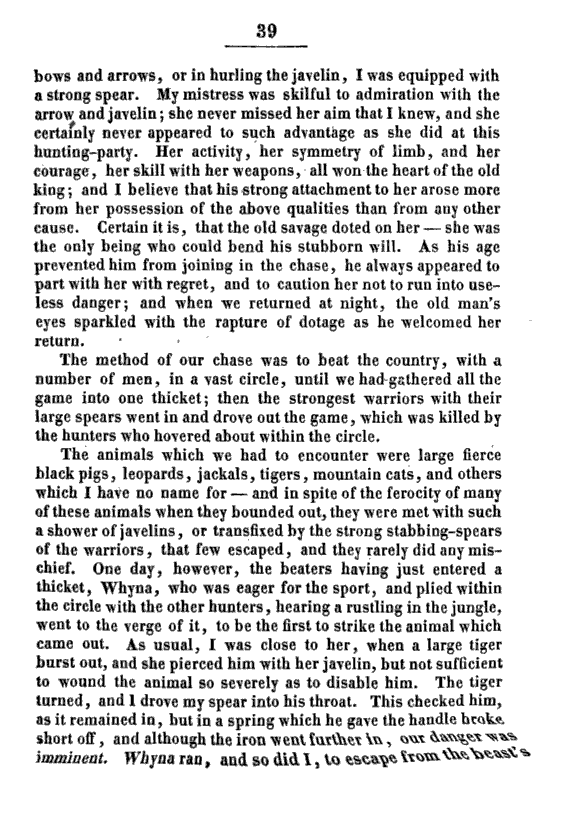 39
bows and arrows, or in hurling the javelin, I was equipped with
a strong spear. My mistress was skilful to admiration with the
arrow and javelin; she never missed her aim that I knew, and she
certainly never appeared to such advantage as she did at this
hunting-party. Her activity, her symmetry of limb, and her
courage, her skill with her weapons, all won the heart of the old
king; and I believe that his strong attachment to her arose more
from her possession of the above qualities than from any other
cause. Certain it is, that the old savage doted on her — she was
the only being who could bend his stubborn will. As his age
prevented him from joining in the chase, he always appeared to
part with her with regret, and to caution her not to run into use-
less danger; and when we returned at night, the old man's
eyes sparkled with the rapture of dotage as he welcomed her
return.
The method of our chase was to beat the country, with a
number of men, in a vast circle, until we had gathered all the
game into one thicket; then the strongest warriors with their
large spears went in and drove out the game, which was killed by
the hunters who hovered about within the circle.
The animals which we had to encounter were large fierce
black pigs, leopards, jackals, tigers, mountain cats, and others
which I have no name for — and in spite of the ferocity of many
of these animals when they bounded out, they were met with such
a shower of javelins, or transfixed by the strong stabbing-spears
of the warriors, that few escaped, and they rarely did any mis-
chief. One day, however, the beaters having just entered a
thicket, Whyna, who was eager for the sport, and plied within
the circle with the other hunters, hearing a rustling in the jungle,
went to the verge of it, to be the first to strike the animal which
came out. As usual, I was close to her, when a large tiger
burst out, and she pierced him with her javelin, but not sufficient
to wound the animal so severely as to disable him. The tiger
turned, and I drove my spear into his throat. This checked him,
as it remained in, but in a spring which he gave the handle broke
short off, and although the iron went further in, our danger was
imminent. Whyna ran, and so did I, to escape from the beast's